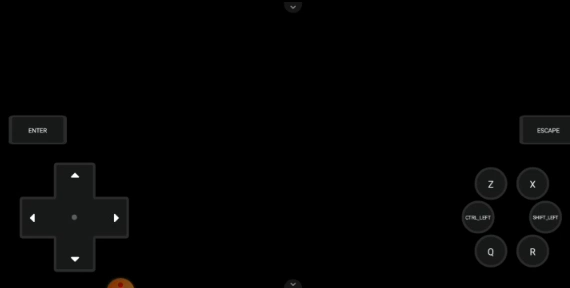 ENTER
ESCAPE
Z
X
CTRL_LEFT
SHIFT_LEFT
Q
R